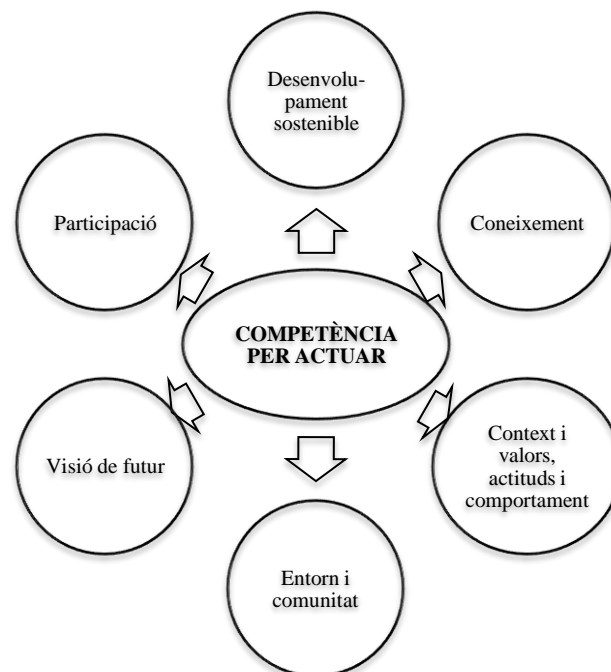 Desenvolu-
pament
sostenible
Participació
Coneixement
COMPETÈNCIA
PER ACTUAR
Visió de futur
Context i
valors,
actituds i
comportament
Entorn i
comunitat